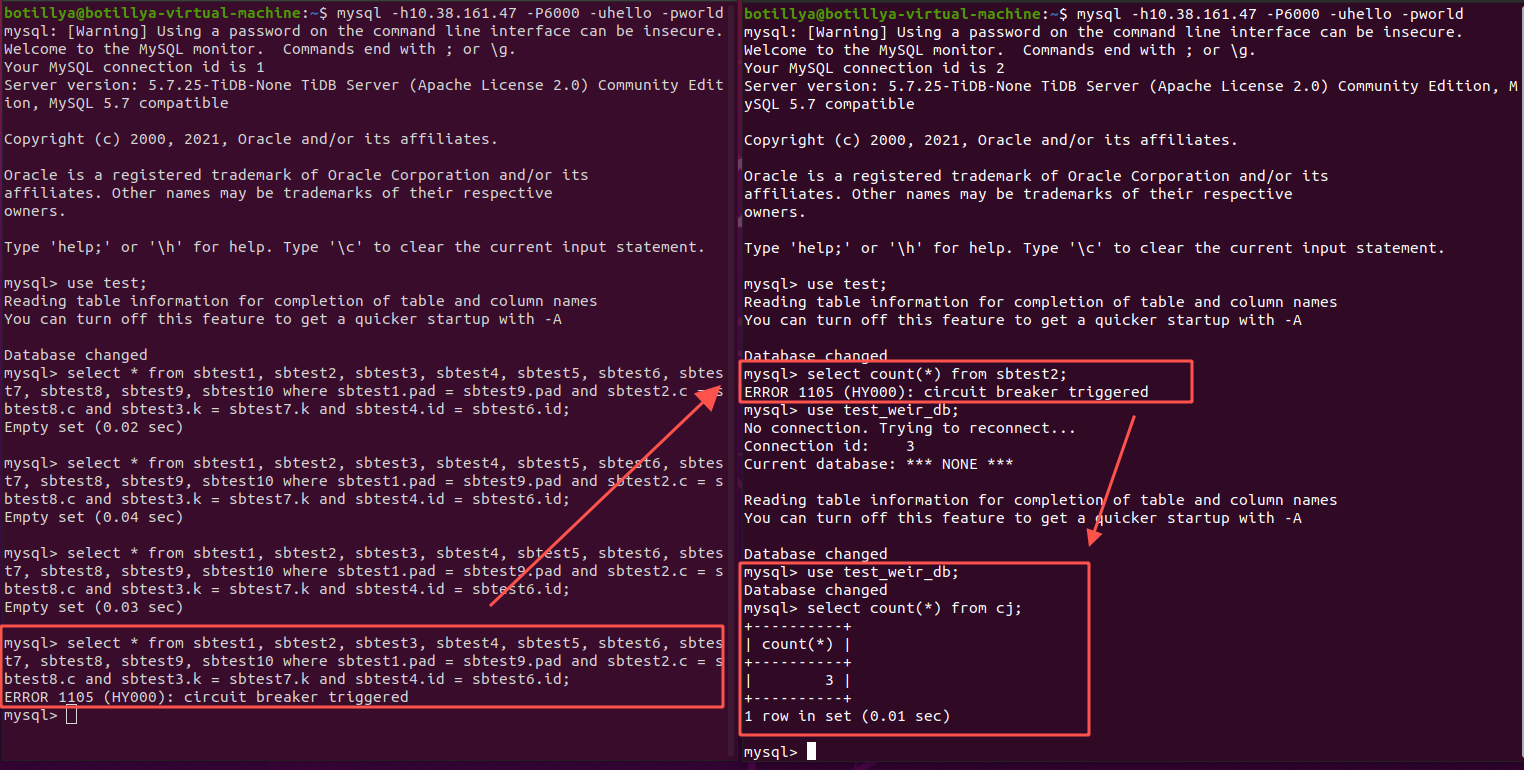 botillya@botillya-virtual-machine:~$ mysql -h10.38.161.47 -P6000 -uhello -pworld
mysql: [Warning] Using a password on the command line interface can be insecure.
Welcome to the MySQL monitor.  Commands end with ; or \g.
Your MySQL connection id is 1
Server version: 5.7.25-TiDB-None TiDB Server (Apache License 2.0) Community Edit
ion, MySQL 5.7 compatible
Copyright (c) 2000, 2021, Oracle and/or its affiliates.
Oracle is a registered trademark of Oracle Corporation and/or its
affiliates. Other names may be trademarks of their respective
owners.
Type 'help;' or '\h' for help. Type '\c' to clear the current input statement.
mysql> use test;
Reading table information for completion of table and column names
You can turn off this feature to get a quicker startup with -A
Database changed
mysql> select * from sbtest1, sbtest2, sbtest3, sbtest4, sbtest5, sbtest6, sbtes
t7, sbtest8, sbtest9, sbtest10 where sbtest1.pad = sbtest9.pad and sbtest2.c = s
btest8.c and sbtest3.k = sbtest7.k and sbtest4.id = sbtest6.id;
Empty set (0.02 sec)
mysql> select * from sbtest1, sbtest2, sbtest3, sbtest4, sbtest5, sbtest6, sbtes
t7, sbtest8, sbtest9, sbtest10 where sbtest1.pad = sbtest9.pad and sbtest2.c = s
btest8.c and sbtest3.k = sbtest7.k and sbtest4.id = sbtest6.id;
Empty set (0.04 sec)
mysql> select * from sbtest1, sbtest2, sbtest3, sbtest4, sbtest5, sbtest6, sbtes
t7, sbtest8, sbtest9, sbtest10 where sbtest1.pad = sbtest9.pad and sbtest2.c = s
btest8.c and sbtest3.k = sbtest7.k and sbtest4.id = sbtest6.id;
Empty set (0.03 sec)
mysql> select * from sbtest1, sbtest2, sbtest3, sbtest4, sbtest5, sbtest6, sbtes
t7, sbtest8, sbtest9, sbtest10 where sbtest1.pad = sbtest9.pad and sbtest2.c = s
btest8.c and sbtest3.k = sbtest7.k and sbtest4.id = sbtest6.id;
ERROR 1105 (HY000): circuit breaker triggered
mysql>
botillya@botillya-virtual-machine:~$ mysql -h10.38.161.47 -P6000 -uhello -pworld
mysql: [Warning] Using a password on the command line interface can be insecure.
Welcome to the MySQL monitor.  Commands end with ; or \g.
Your MySQL connection id is 2
Server version: 5.7.25-TiDB-None TiDB Server (Apache License 2.0) Community Edition, M
ySQL 5.7 compatible
Copyright (c) 2000, 2021, Oracle and/or its affiliates.
Oracle is a registered trademark of Oracle Corporation and/or its
affiliates. Other names may be trademarks of their respective
owners.
Type 'help;' or '\h' for help. Type '\c' to clear the current input statement.
mysql> use test;
Reading table information for completion of table and column names
You can turn off this feature to get a quicker startup with -A
Database changed
mysql> select count(*) from sbtest2;
ERROR 1105 (HY000): circuit breaker triggered
mysql> use test_weir_db;
No connection. Trying to reconnect...
Connection id:    3
Current database: *** NONE ***
Reading table information for completion of table and column names
You can turn off this feature to get a quicker startup with -A
Database changed
mysql> use test_weir_db;
Database changed
mysql> select count(*) from cj;
+----------+
| count(*) |
+----------+
|        3 |
+----------+
1 row in set (0.01 sec)
mysql>